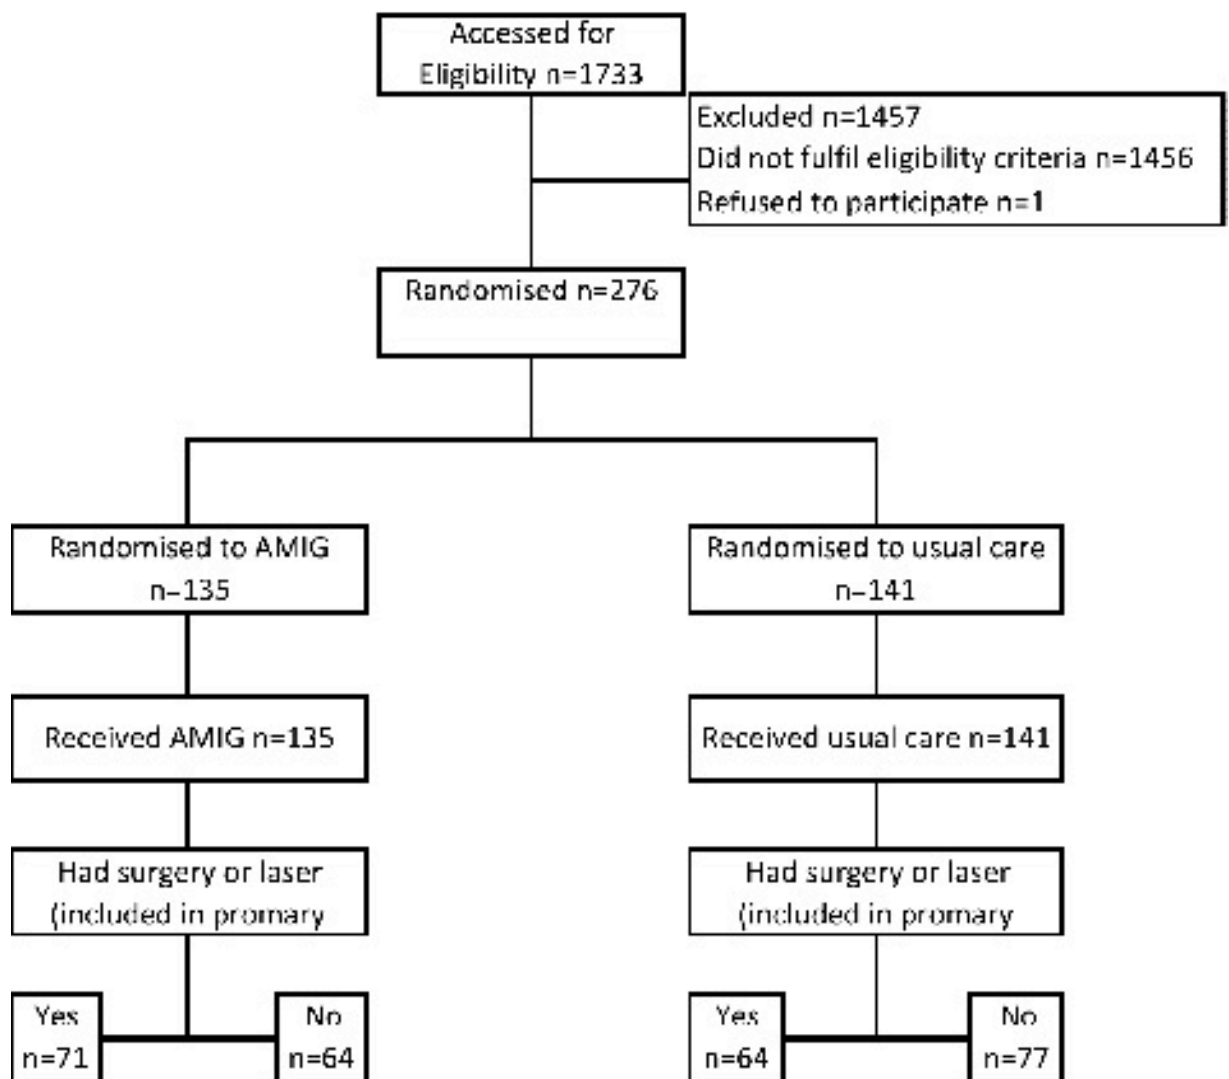 Accessed for
Eligibility n=1733
Excluded n=1457
Did not fulfil eligibility criteria n=1456
Refused to participate n=1
Randomised n=276
Randomised to AMIG
n=135
Randomised to usual care
n=141
Received AMIG n=135
Received usual care n=141
Had surgery or laser
(included in promary
Had surgery or laser
(included in promary
Yes
n=71
No
n=64
Yes
n=64
No
n=77